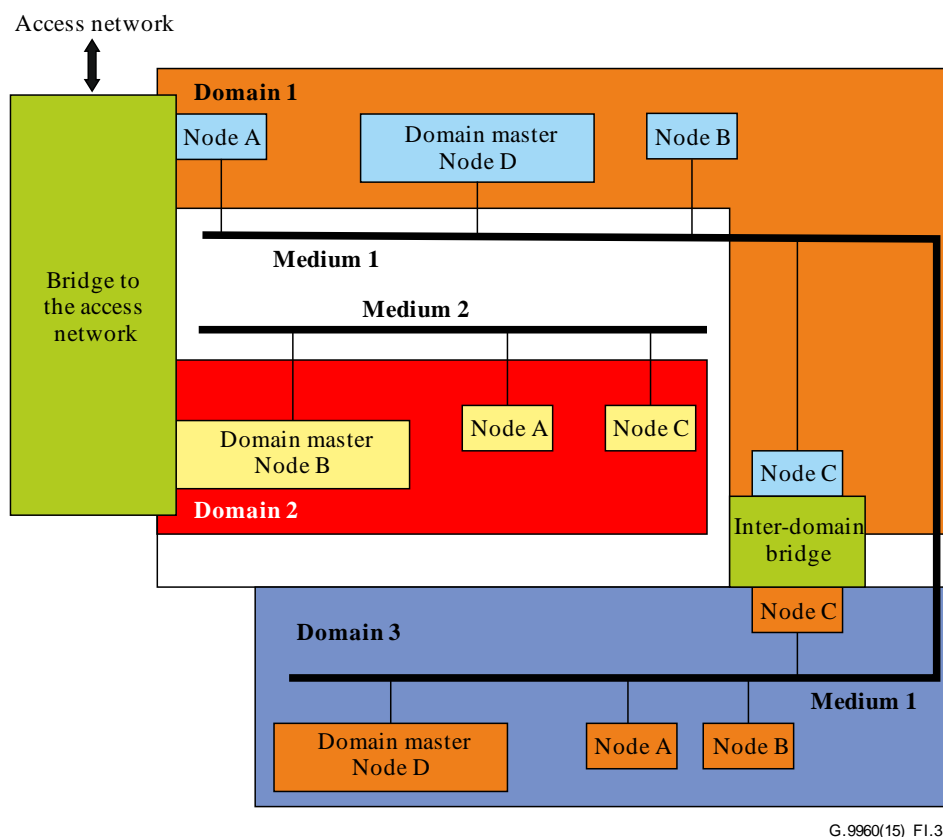 Access network
Domain 1
Node A
Domain master
Node D
Node B
Medium 1
Bridge to
the access
network
Medium 2
Domain master
Node B
Node A
Node C
Domain 2
Node C
Inter-domain
bridge
Node C
Domain 3
Medium 1
Domain master
Node D
Node A
Node B
G.9960(15)_FI.3